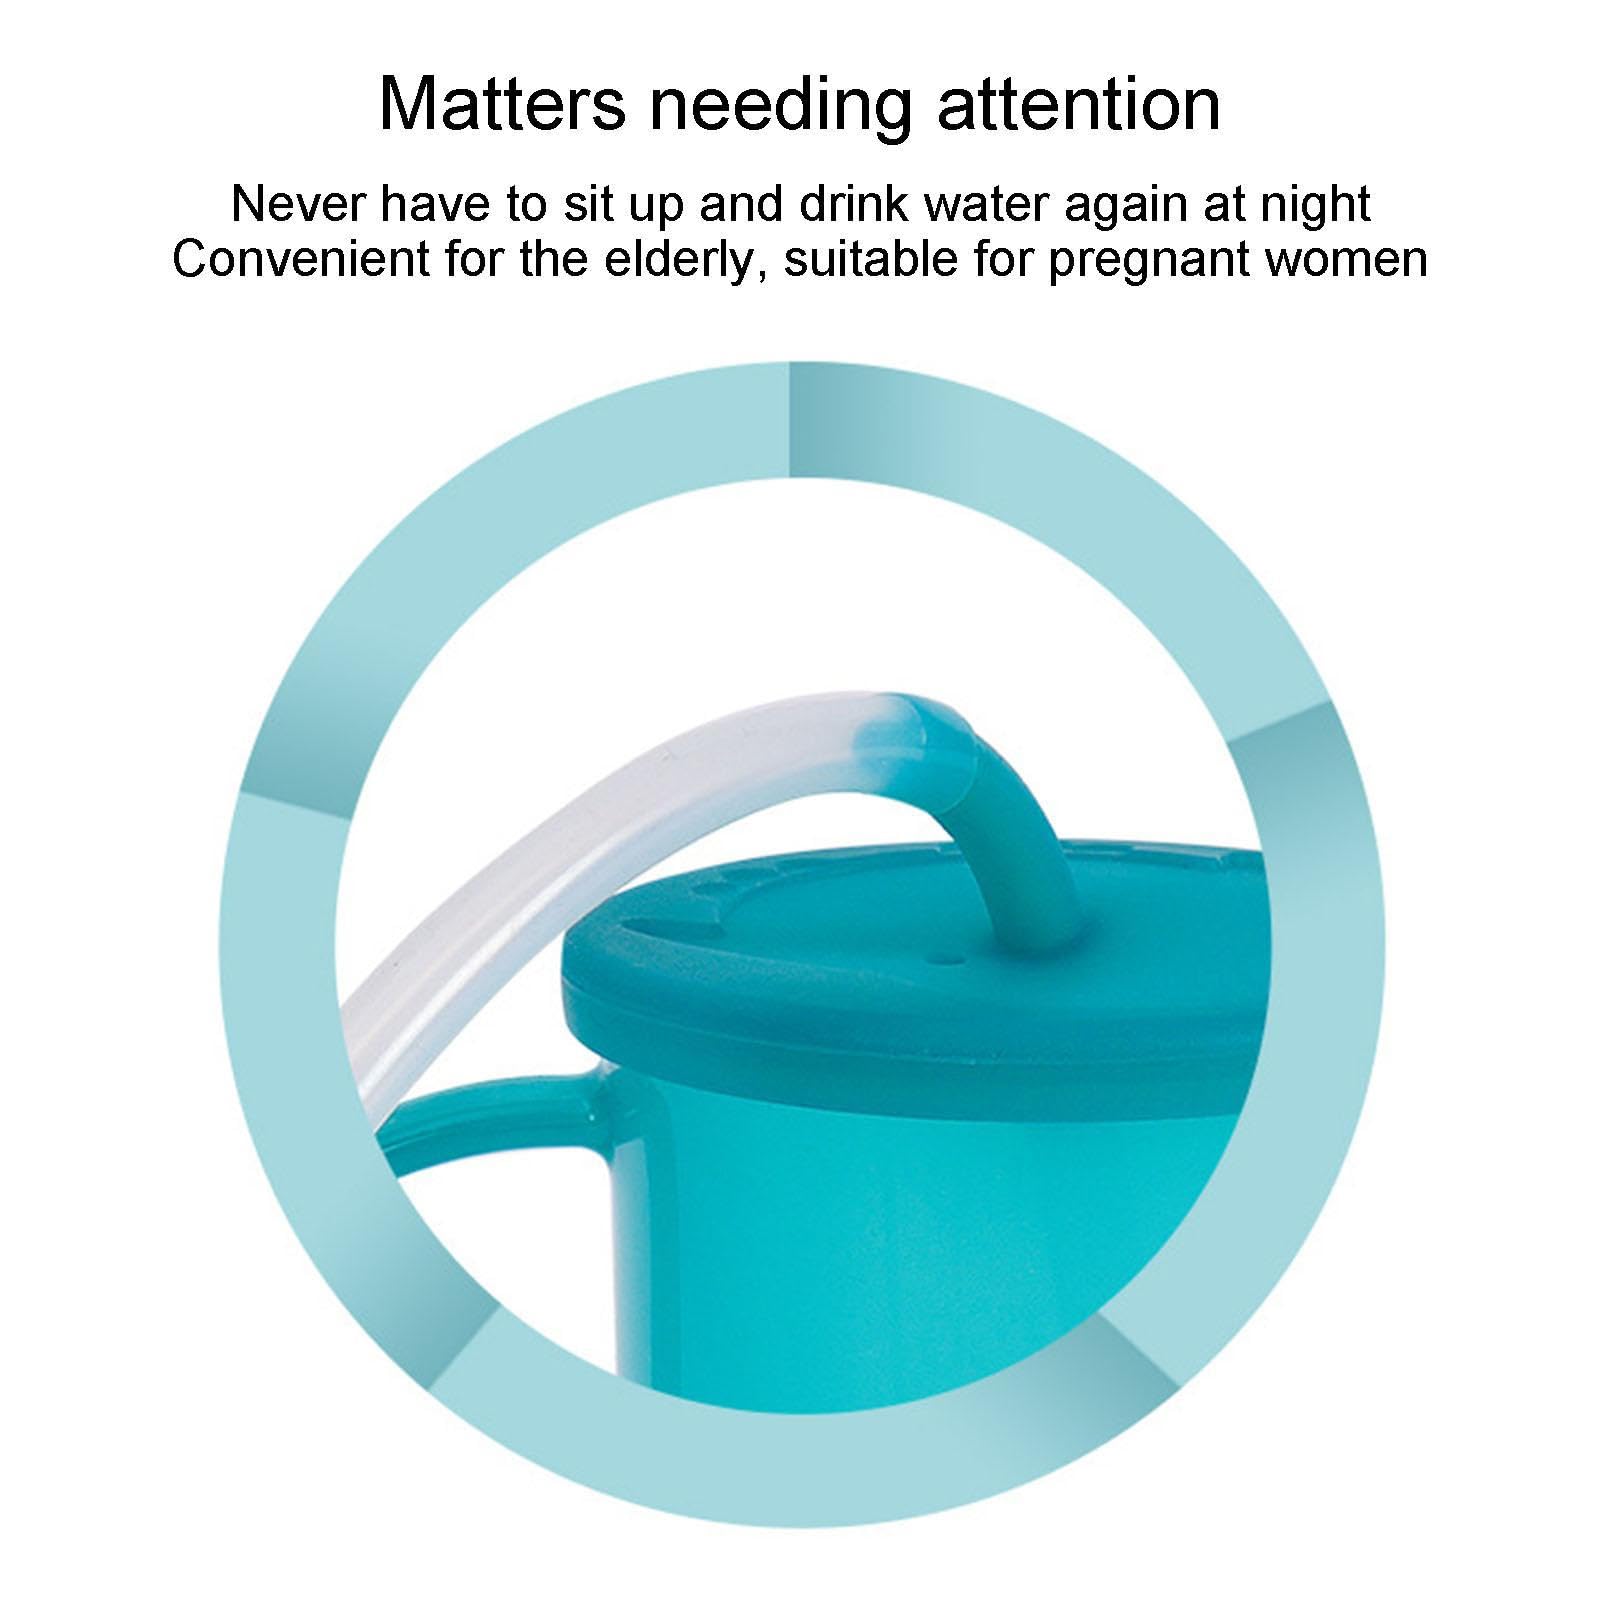 Matters needing attention
Never have to sit up and drink water again at night
Convenient for the elderly, suitable for pregnant women